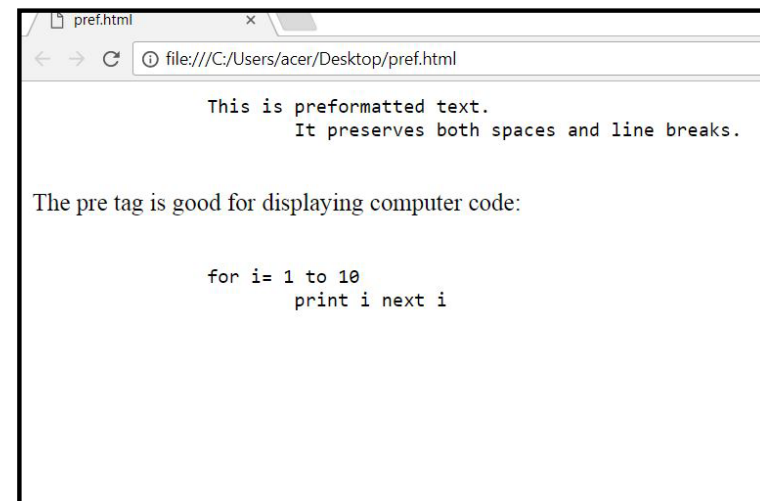 pref.html
file:///C:/Users/acer/Desktop/pref.html
This is preformatted text.
It preserves both spaces and line breaks.
The pre tag is good for displaying computer code:
for i= 1 to 10
print i next i